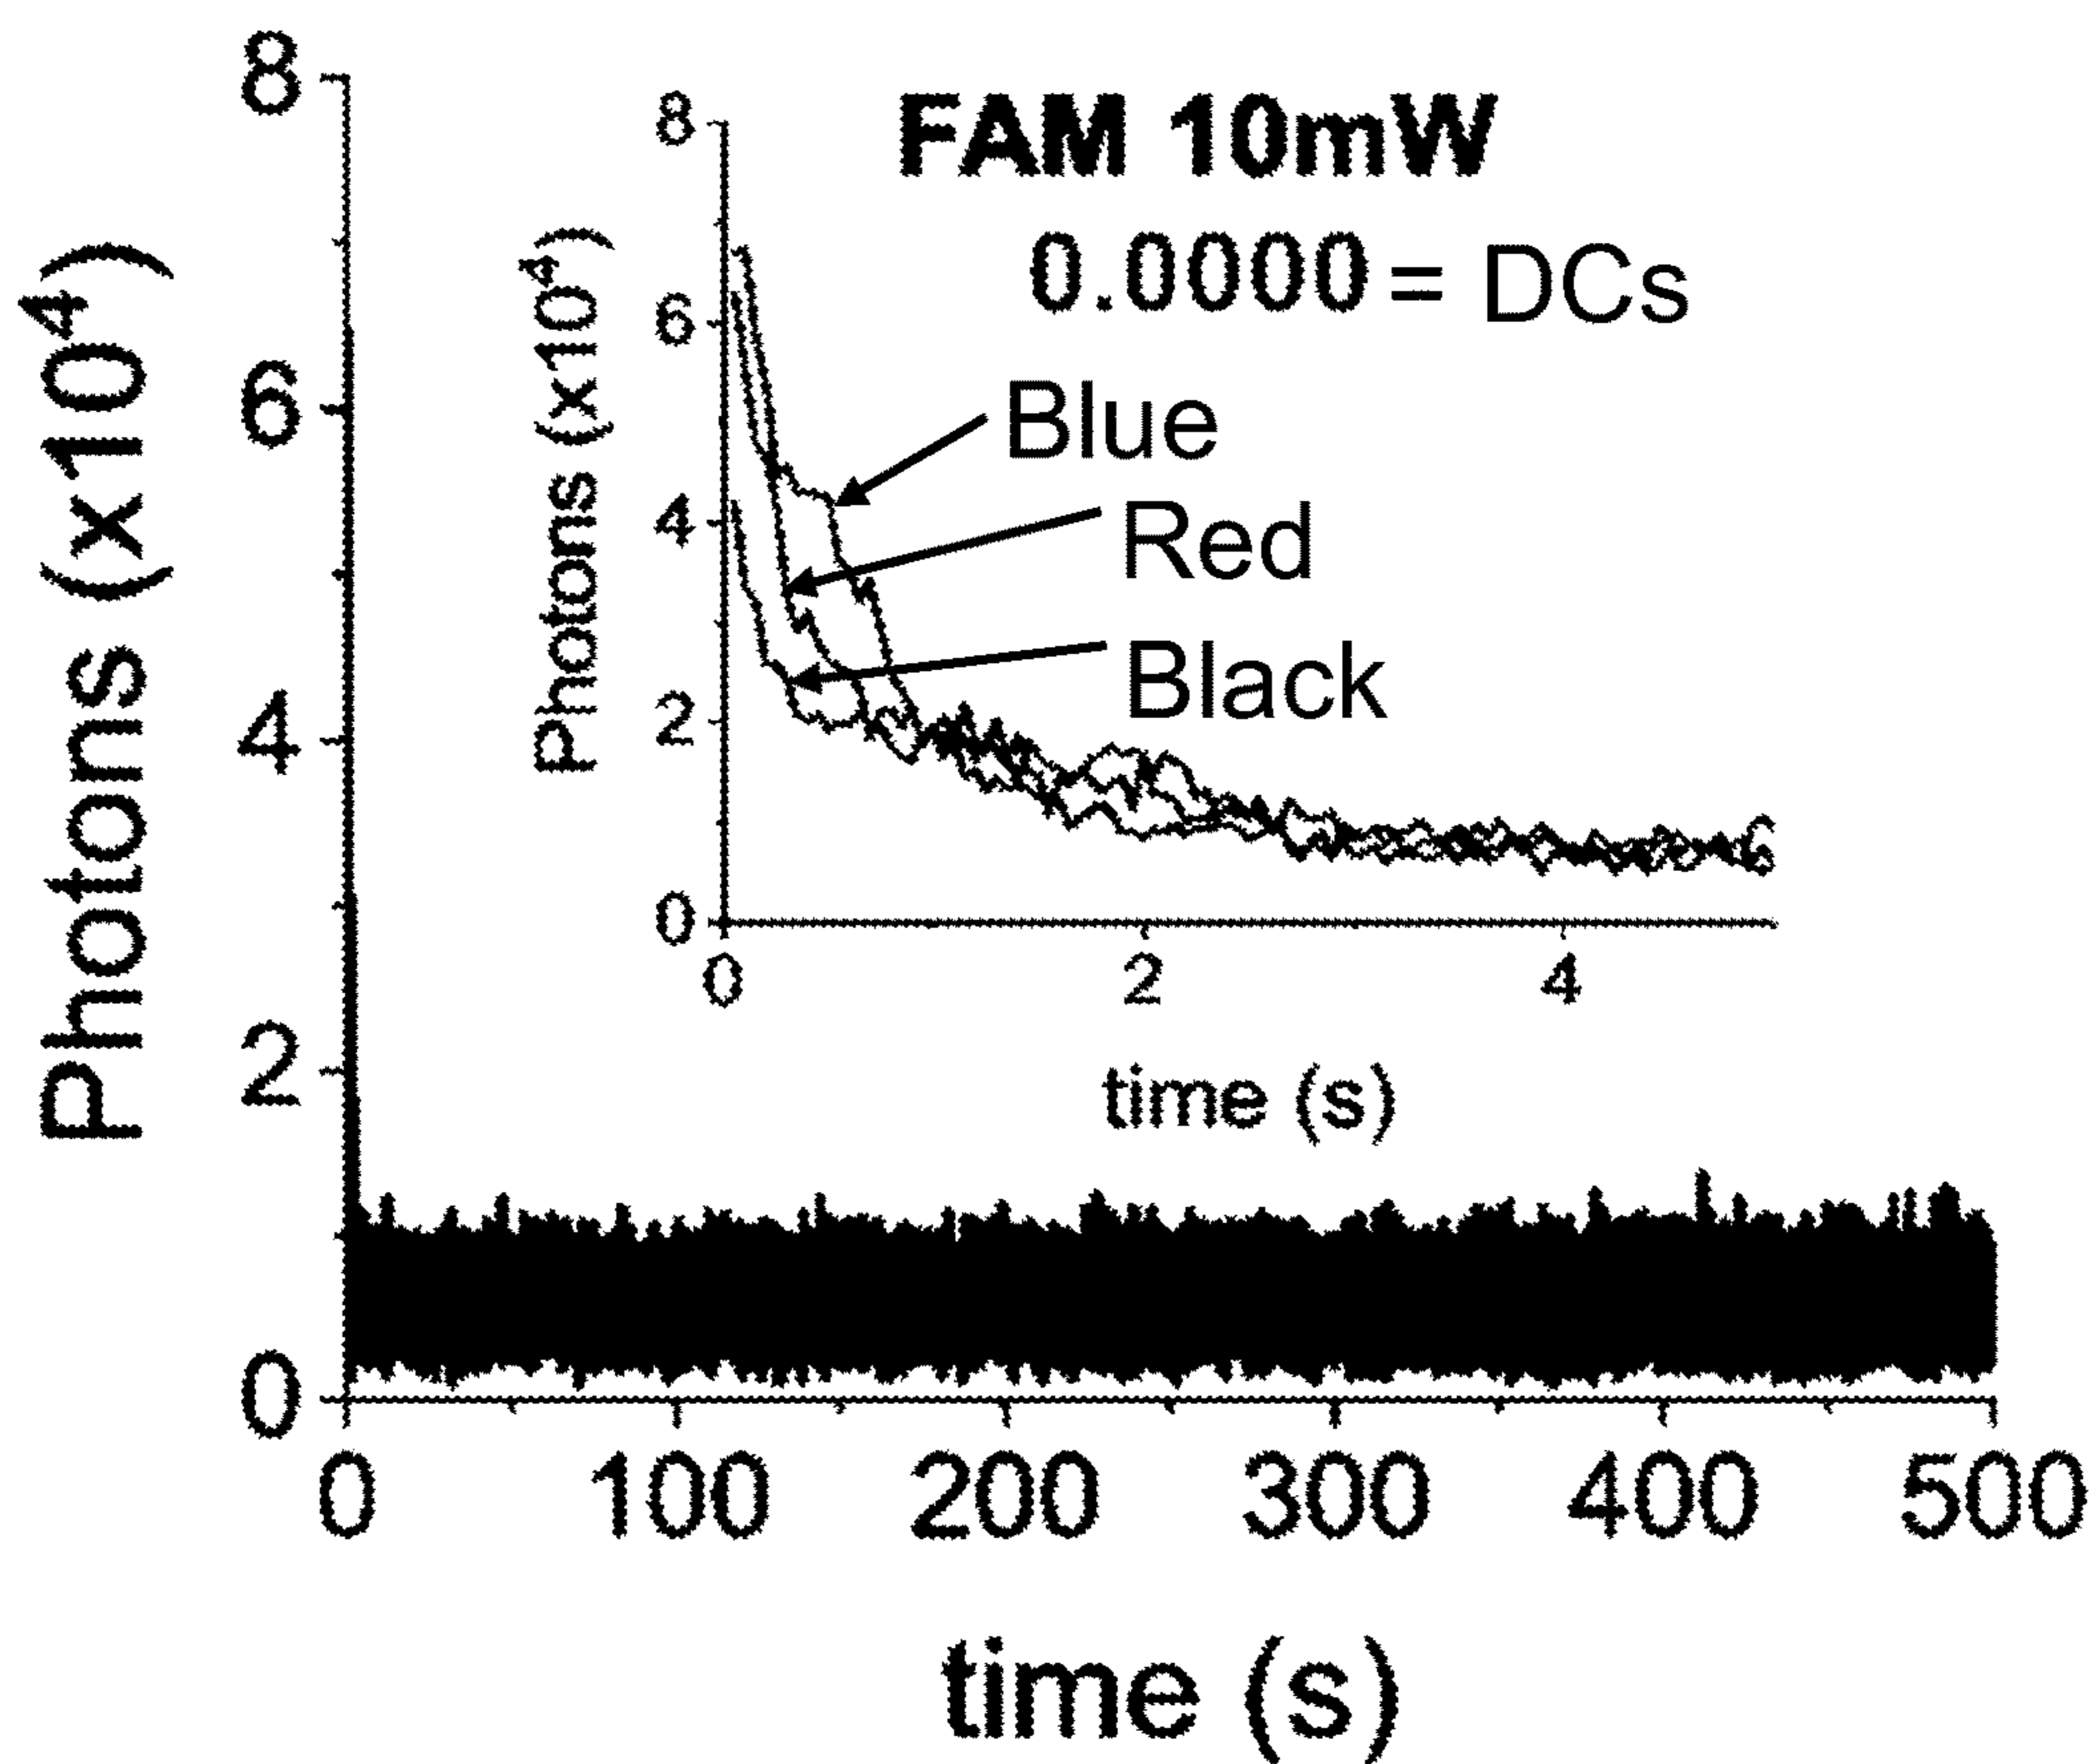 FAM 10mW
0.0000 = DCs
Blue
Red
Black
Photons (x10⁴)
8
6
4
2
0
0 2 4
time (s)
Photons (x10⁴)
8
6
4
2
0
0 100 200 300 400 500
time (s)